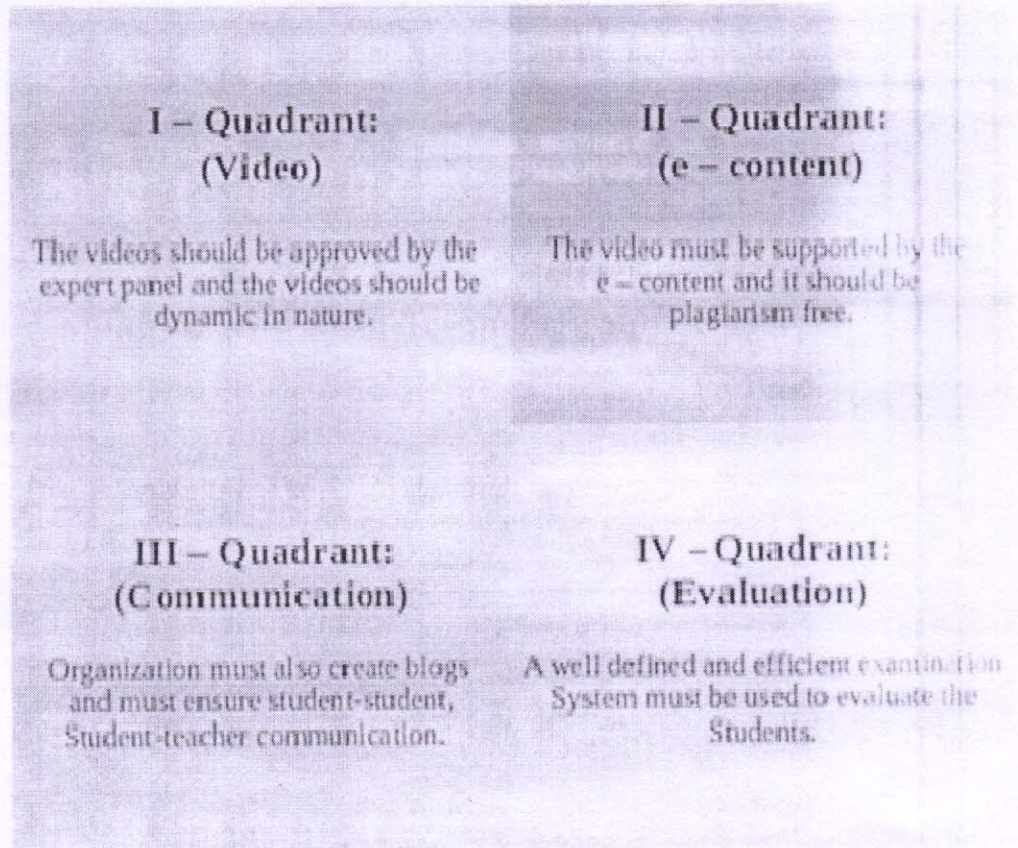 I – Quadrant:
(Video)
The videos should be approved by the
expert panel and the videos should be
dynamic in nature.
II – Quadrant:
(e – content)
The video must be supported by the
e – content and it should be
plagiarism free.
III – Quadrant:
(Communication)
Organization must also create blogs
and must ensure student-student,
Student-teacher communication.
IV – Quadrant:
(Evaluation)
A well defined and efficient examination
System must be used to evaluate the
Students.